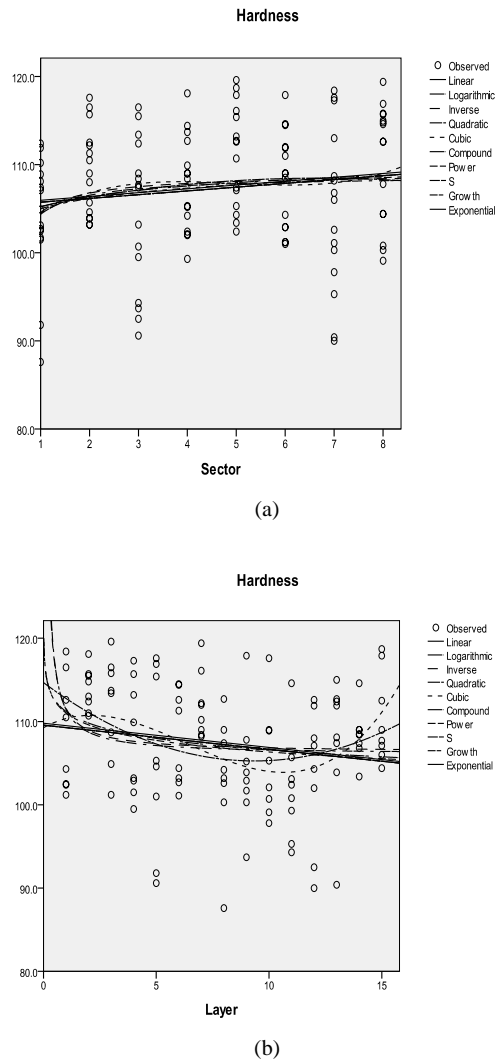 Hardness
120.0
110.0
100.0
90.0
80.0
1 2 3 4 5 6 7 8
Sector
Observed
Linear
Logarithmic
Inverse
Quadratic
Cubic
Compound
Power
S
Growth
Exponential
(a)
Hardness
120.0
110.0
100.0
90.0
80.0
0 5 10 15
Layer
Observed
Linear
Logarithmic
Inverse
Quadratic
Cubic
Compound
Power
S
Growth
Exponential
(b)